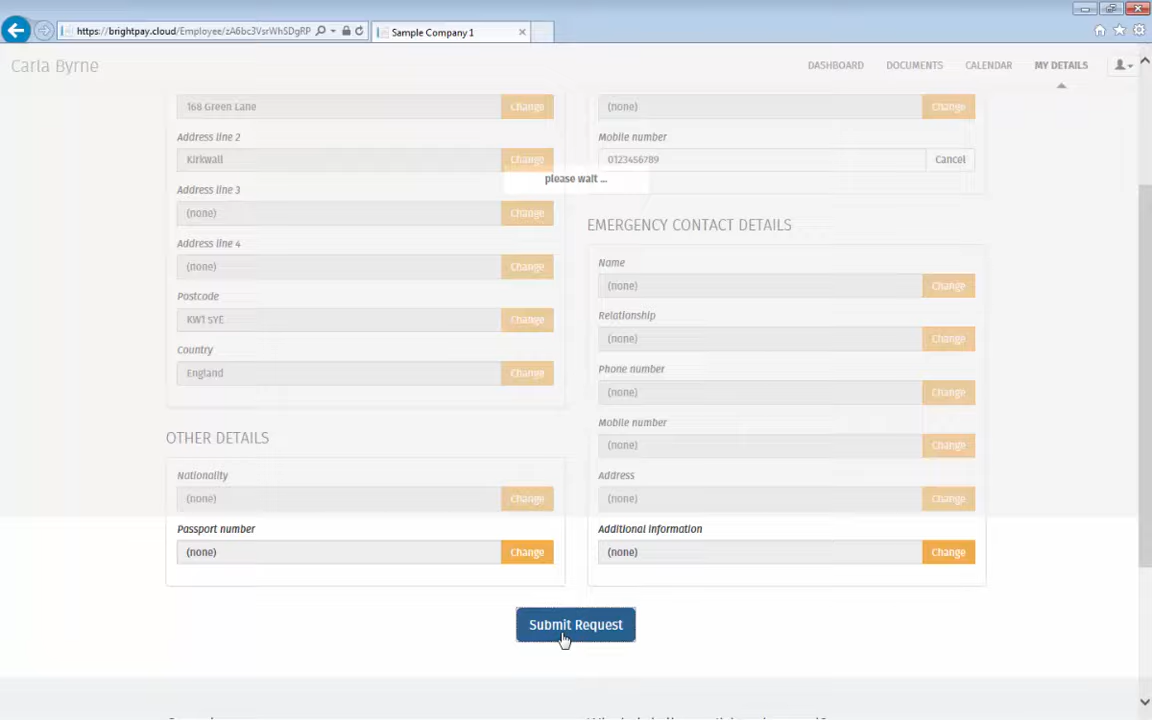 https://brightpay.cloud/Employee/zA6bc3VsrWhSDgRP
Sample Company 1
Carla Byrne
DASHBOARD
DOCUMENTS
CALENDAR
MY DETAILS
168 Green Lane
Change
(none)
Change
Address line 2
Mobile number
Kirkwall
Change
0123456789
Cancel
please wait ...
Address line 3
(none)
Change
EMERGENCY CONTACT DETAILS
Address line 4
Name
(none)
Change
(none)
Change
Postcode
Relationship
KW1 5YE
Change
(none)
Change
Country
Phone number
England
Change
(none)
Change
OTHER DETAILS
Mobile number
(none)
Change
Nationality
Address
(none)
Change
(none)
Change
Passport number
Additional information
(none)
Change
(none)
Change
Submit Request